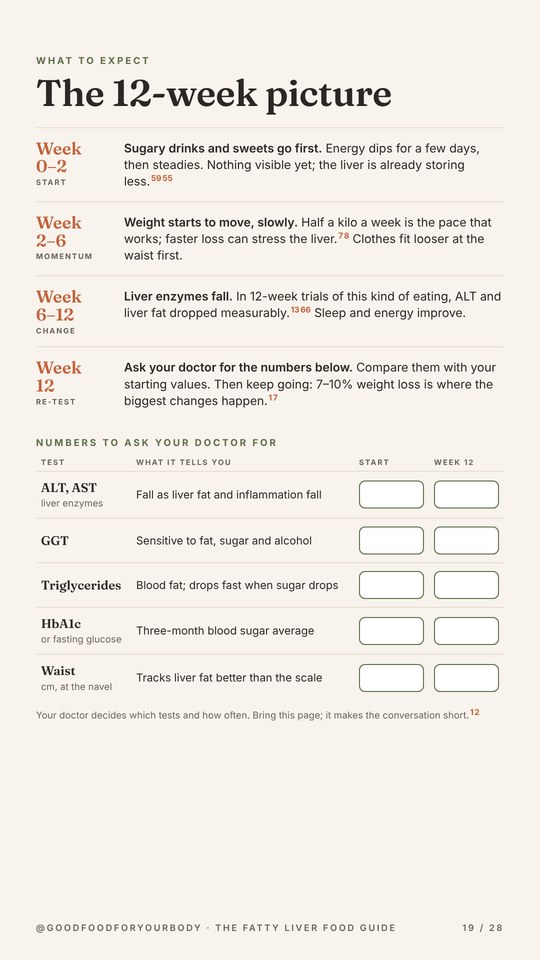 WHAT TO EXPECT
The 12-week picture
Week
0–2
START
Sugary drinks and sweets go first. Energy dips for a few days,
then steadies. Nothing visible yet; the liver is already storing
less.59 55
Week
2–6
MOMENTUM
Weight starts to move, slowly. Half a kilo a week is the pace that
works; faster loss can stress the liver.7 8 Clothes fit looser at the
waist first.
Week
6–12
CHANGE
Liver enzymes fall. In 12-week trials of this kind of eating, ALT and
liver fat dropped measurably.13 66 Sleep and energy improve.
Week
12
RE-TEST
Ask your doctor for the numbers below. Compare them with your
starting values. Then keep going: 7–10% weight loss is where the
biggest changes happen.17
NUMBERS TO ASK YOUR DOCTOR FOR
TEST WHAT IT TELLS YOU START WEEK 12
ALT, AST
liver enzymes
Fall as liver fat and inflammation fall
GGT Sensitive to fat, sugar and alcohol
Triglycerides Blood fat; drops fast when sugar drops
HbA1c
or fasting glucose
Three-month blood sugar average
Waist
cm, at the navel
Tracks liver fat better than the scale
Your doctor decides which tests and how often. Bring this page; it makes the conversation short.12
@GOODFOODFORYOURBODY · THE FATTY LIVER FOOD GUIDE 19 / 28